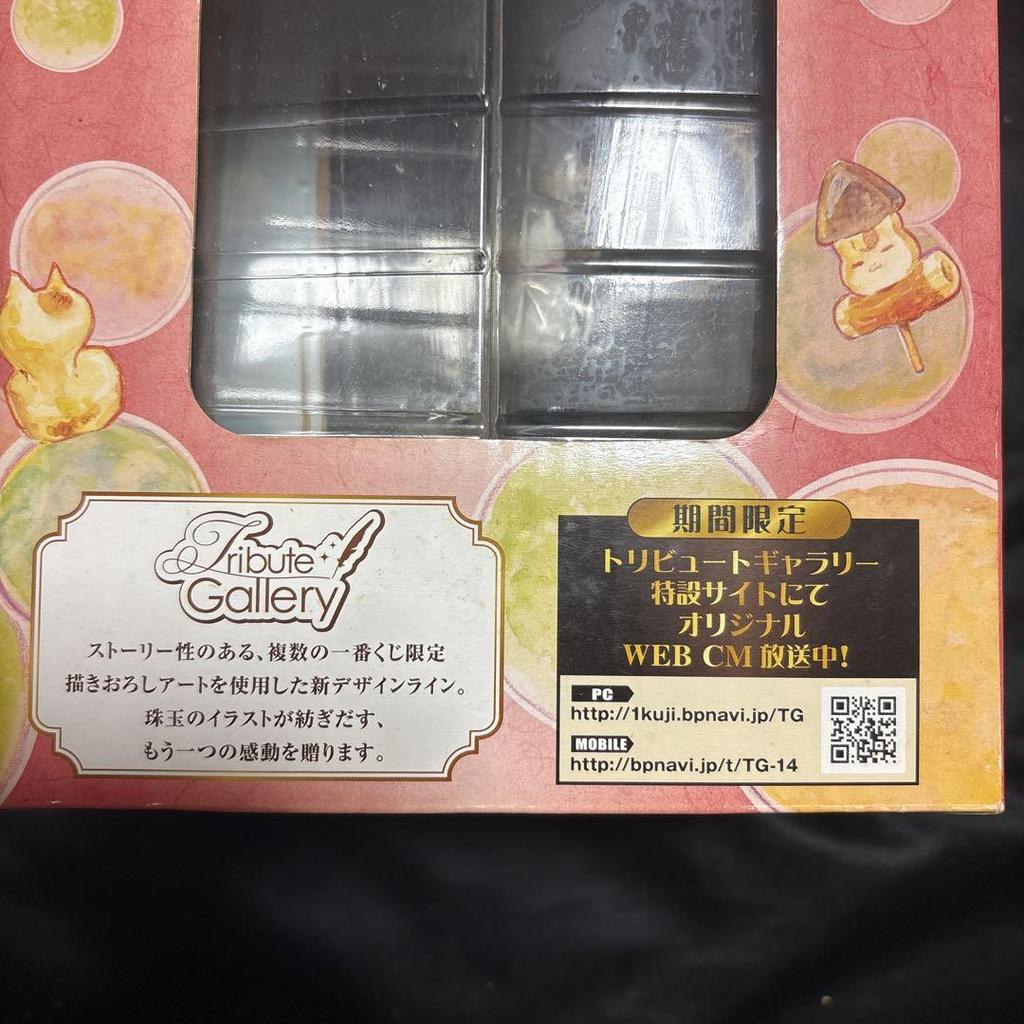 Tribute
Gallery
ストーリー性のある、複数の一番くじ限定
描きおろしアートを使用した新デザインライン。
珠玉のイラストが紡ぎだす、
もう一つの感動を贈ります。
期間限定
トリビュートギャラリー
特設サイトにて
オリジナル
WEB CM 放送中!
PC
http://1kuji.bpnavi.jp/TG
MOBILE
http://bpnavi.jp/t/TG-14